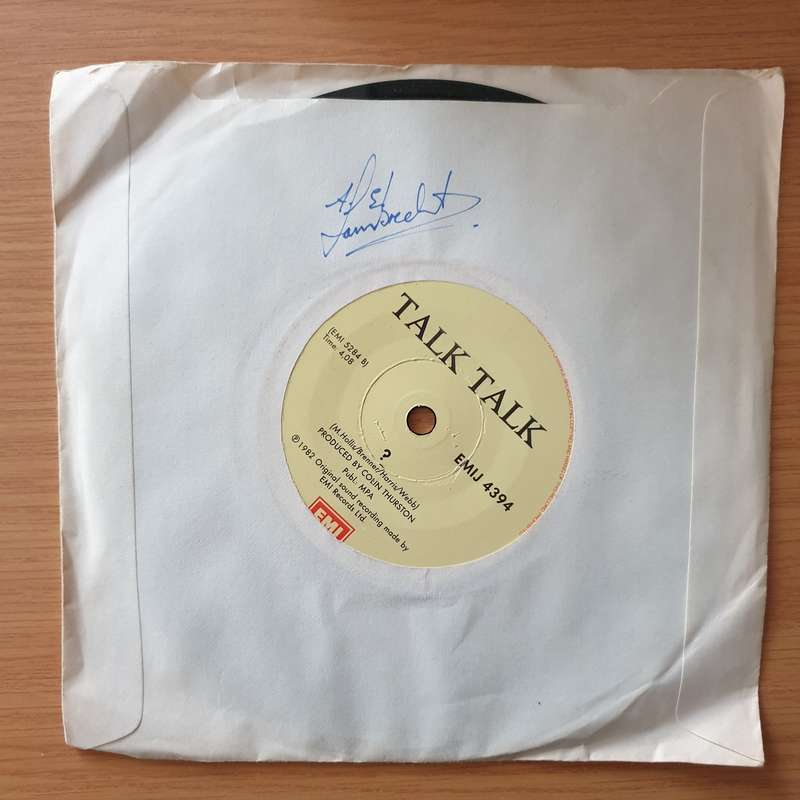 Lambrecht
TALK TALK
(EMI 5284 B)
Time: 4.08
EMIJ 4394
?
(M.Hollis/Brenner/Harris/Webb)
PRODUCED BY COLIN THURSTON
Publ: MPA
℗ 1982 Original sound recording made by
EMI Records Ltd.
EMI